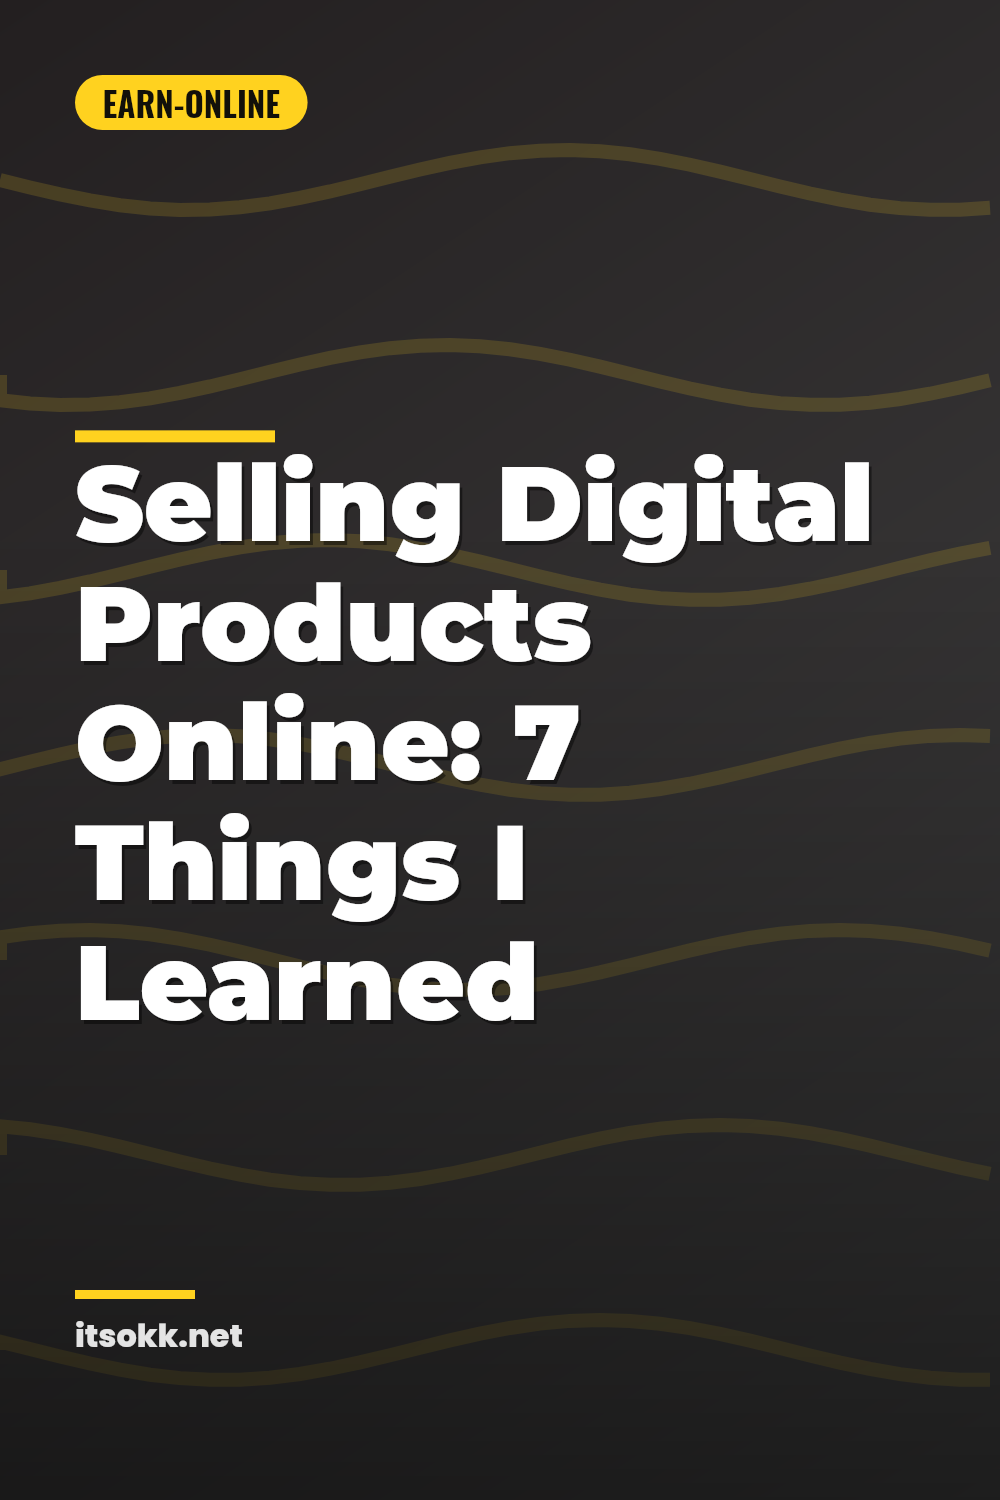 EARN-ONLINE
Selling Digital
Products
Online: 7
Things I
Learned
itsokk.net